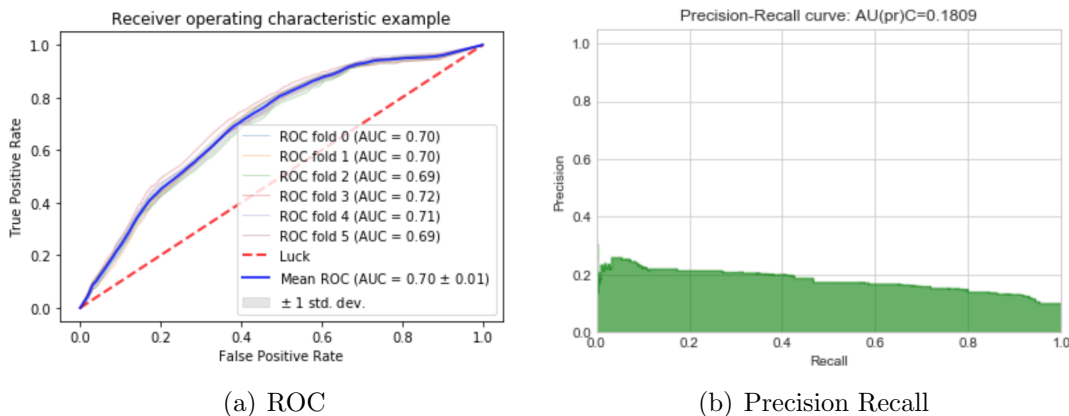 Receiver operating characteristic example
True Positive Rate
1.0
0.8
0.6
0.4
0.2
0.0
ROC fold 0 (AUC = 0.70)
ROC fold 1 (AUC = 0.70)
ROC fold 2 (AUC = 0.69)
ROC fold 3 (AUC = 0.72)
ROC fold 4 (AUC = 0.71)
ROC fold 5 (AUC = 0.69)
Luck
Mean ROC (AUC = 0.70 ± 0.01)
± 1 std. dev.
0.0 0.2 0.4 0.6 0.8 1.0
False Positive Rate
(a) ROC
Precision-Recall curve: AU(pr)C=0.1809
Precision
1.0
0.8
0.6
0.4
0.2
0.0
0.0 0.2 0.4 0.6 0.8 1.0
Recall
(b) Precision Recall